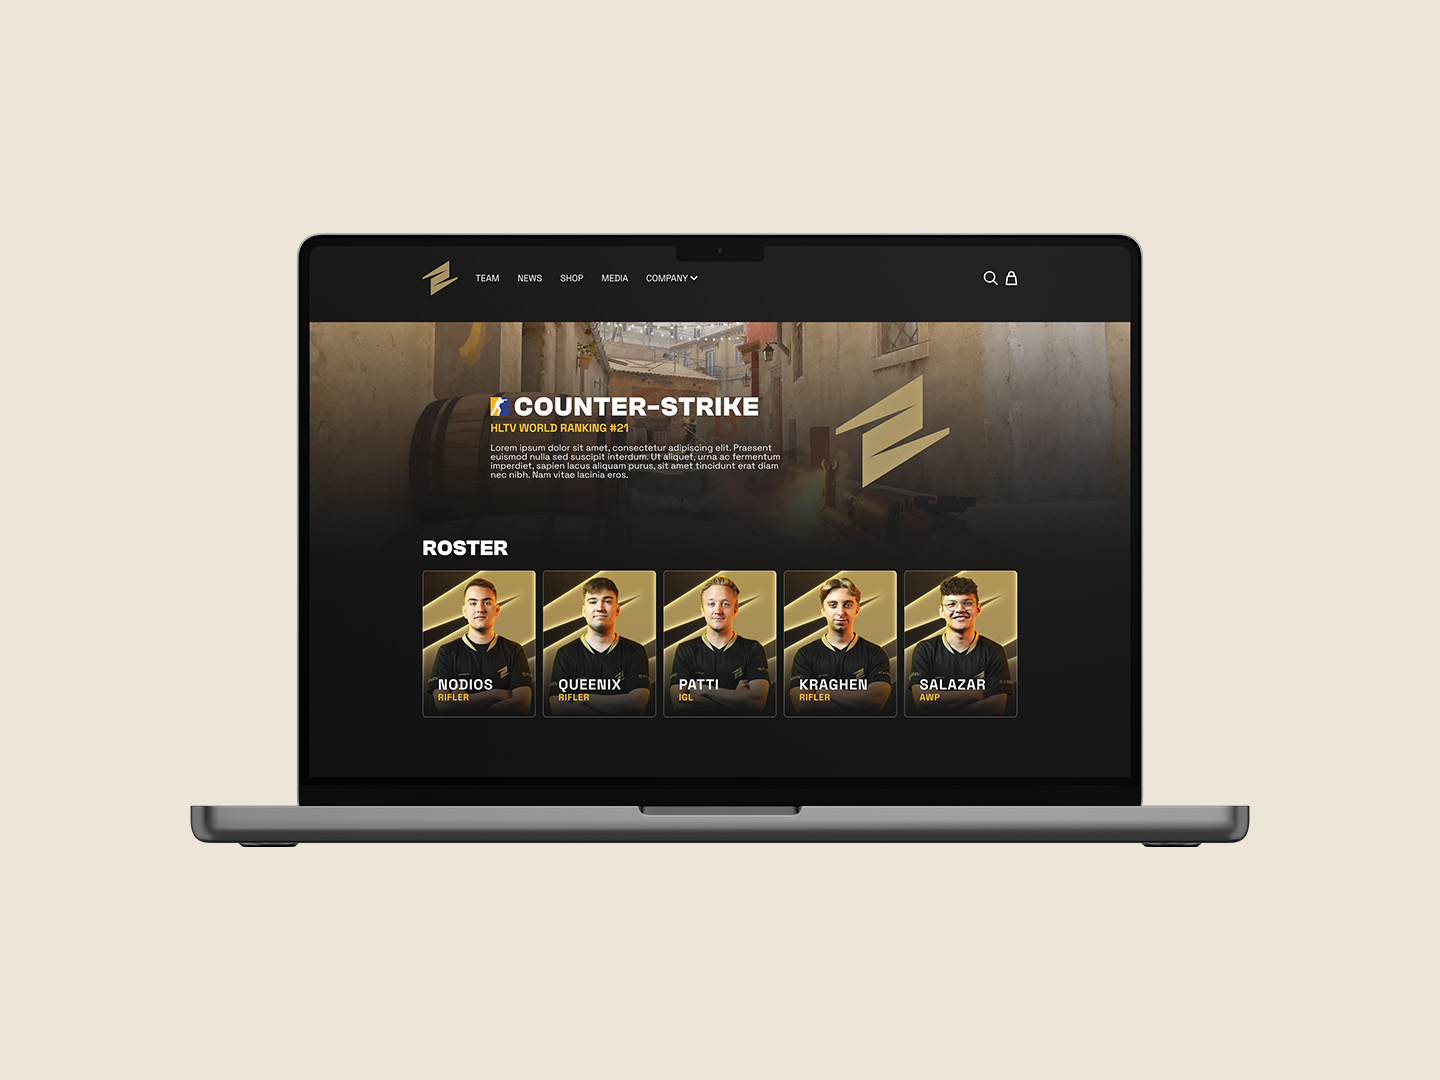 TEAM NEWS SHOP MEDIA COMPANY
COUNTER-STRIKE
HLTV WORLD RANKING #21
Lorem ipsum dolor sit amet, consectetur adipiscing elit. Praesent
euismod nulla sed suscipit interdum. Ut aliquet, urna ac fermentum
imperdiet, sapien lacus aliquam purus, sit amet tincidunt erat diam
nec nibh. Nam vitae lacinia eros.
B
ROSTER
NODIOS
RIFLER
QUEENIX
RIFLER
PATTI
IGL
KRAGHEN
RIFLER
SALAZAR
AWP